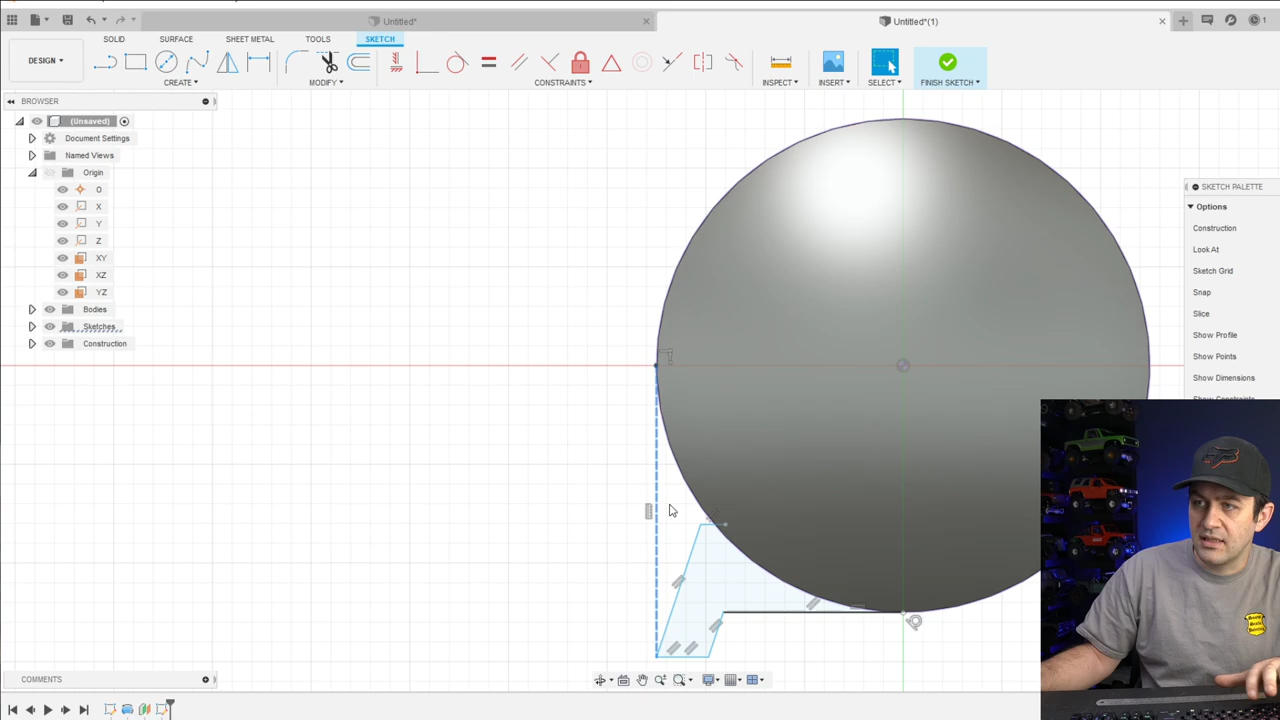 Untitled*
Untitled*(1)
1
DESIGN
SOLID
SURFACE
SHEET METAL
TOOLS
SKETCH
CREATE
MODIFY
CONSTRAINTS
INSPECT
INSERT
SELECT
FINISH SKETCH
BROWSER
(Unsaved)
Document Settings
Named Views
Origin
O
X
Y
Z
XY
XZ
YZ
Bodies
Sketches
Construction
SKETCH PALETTE
Options
Construction
Look At
Sketch Grid
Snap
Slice
Show Profile
Show Points
Show Dimensions
COMMENTS